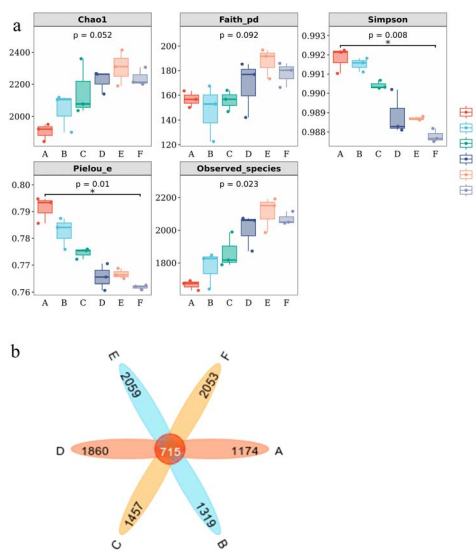 a
Chao1
Faith_pd
Simpson
p = 0.052
p = 0.092
p = 0.008
*
2400
2200
2000
200
180
160
140
120
0.993
0.992
0.991
0.990
0.989
0.988
A B C D E F
Pielou_e
Observed_species
p = 0.01
*
p = 0.023
0.80
0.79
0.78
0.77
0.76
2200
2000
1800
A B C D E F
A B C D E F
b
E
F
2059
2053
D
1860
715
1174
A
1457
1319
C
B